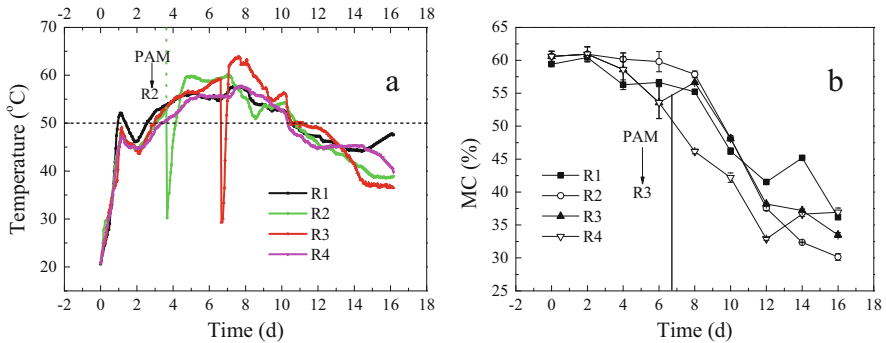 -2 0 2 4 6 8 10 12 14 16 18
70
60
50
40
30
20
Temperature (°C)
PAM
R2
a
R1
R2
R3
R4
-2 0 2 4 6 8 10 12 14 16 18
Time (d)
65
60
55
50
45
40
35
30
25
MC (%)
b
PAM
R3
R1
R2
R3
R4
-2 0 2 4 6 8 10 12 14 16 18
Time (d)